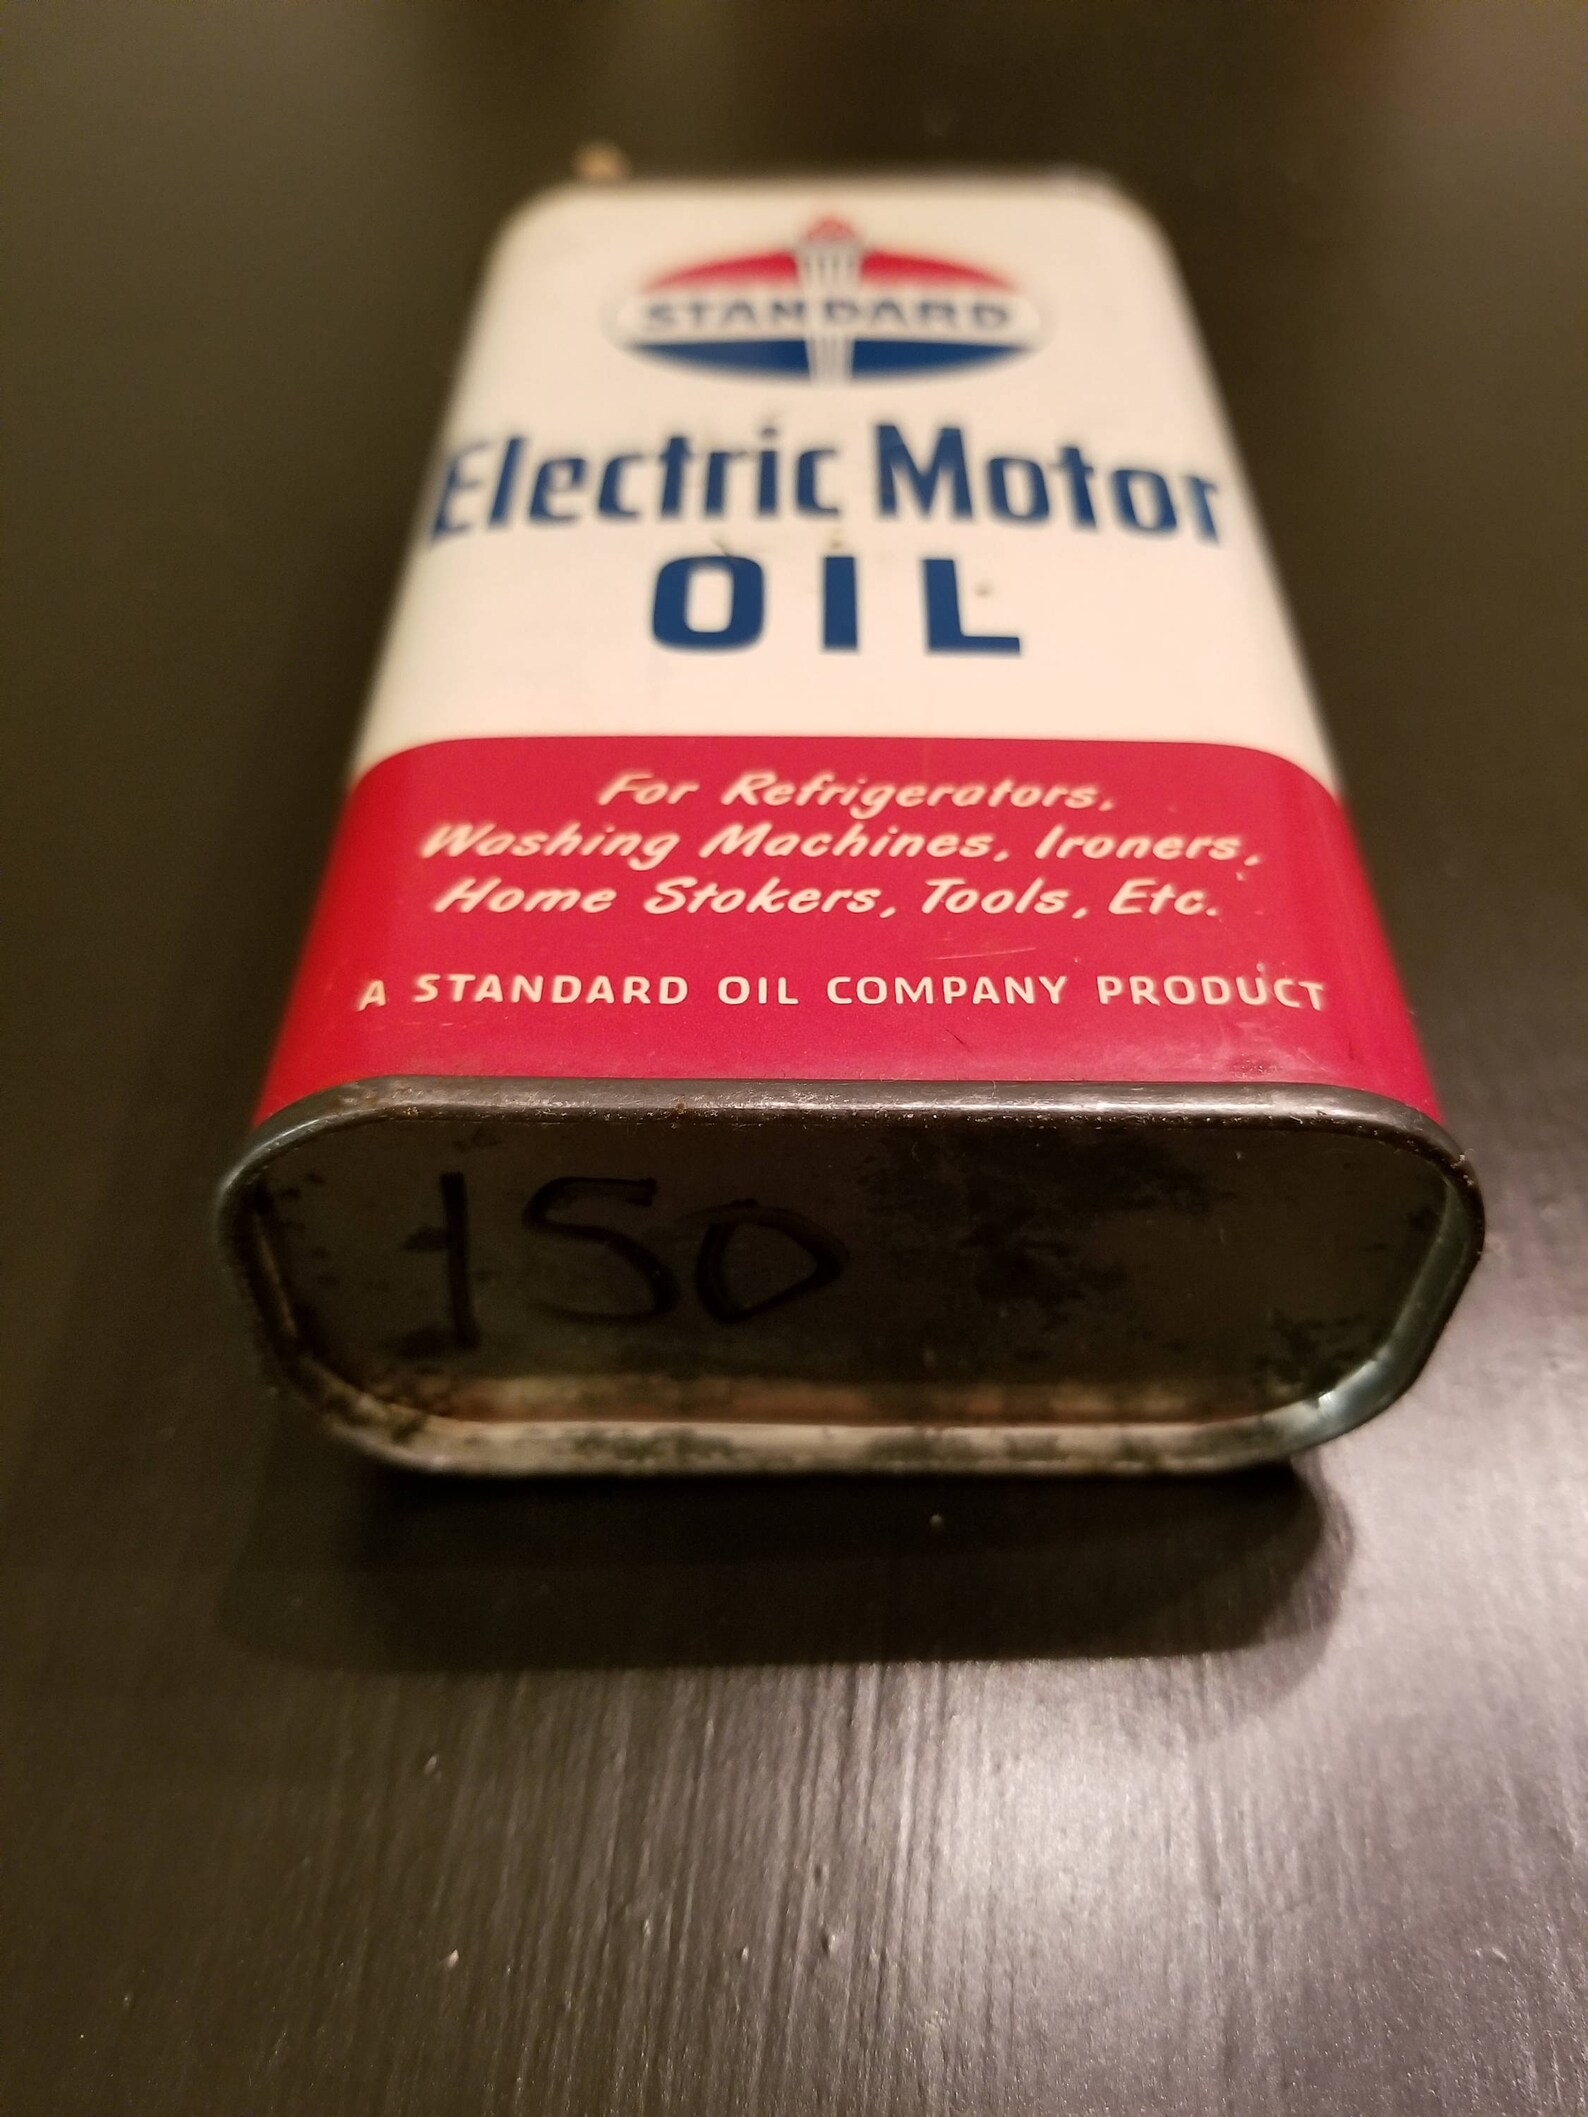 STANDARD
Electric Motor
OIL
For Refrigerators,
Washing Machines, Ironers,
Home Stokers, Tools, Etc.
A STANDARD OIL COMPANY PRODUCT
150